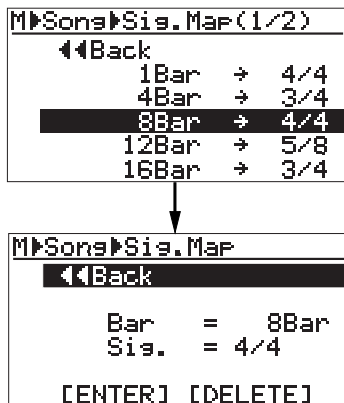 M▶Song▶Sig.Map(1/2)
◀◀Back
1Bar → 4/4
4Bar → 3/4
8Bar → 4/4
12Bar → 5/8
16Bar → 3/4
M▶Song▶Sig.Map
◀◀Back
Bar = 8Bar
Sig. = 4/4
[ENTER] [DELETE]